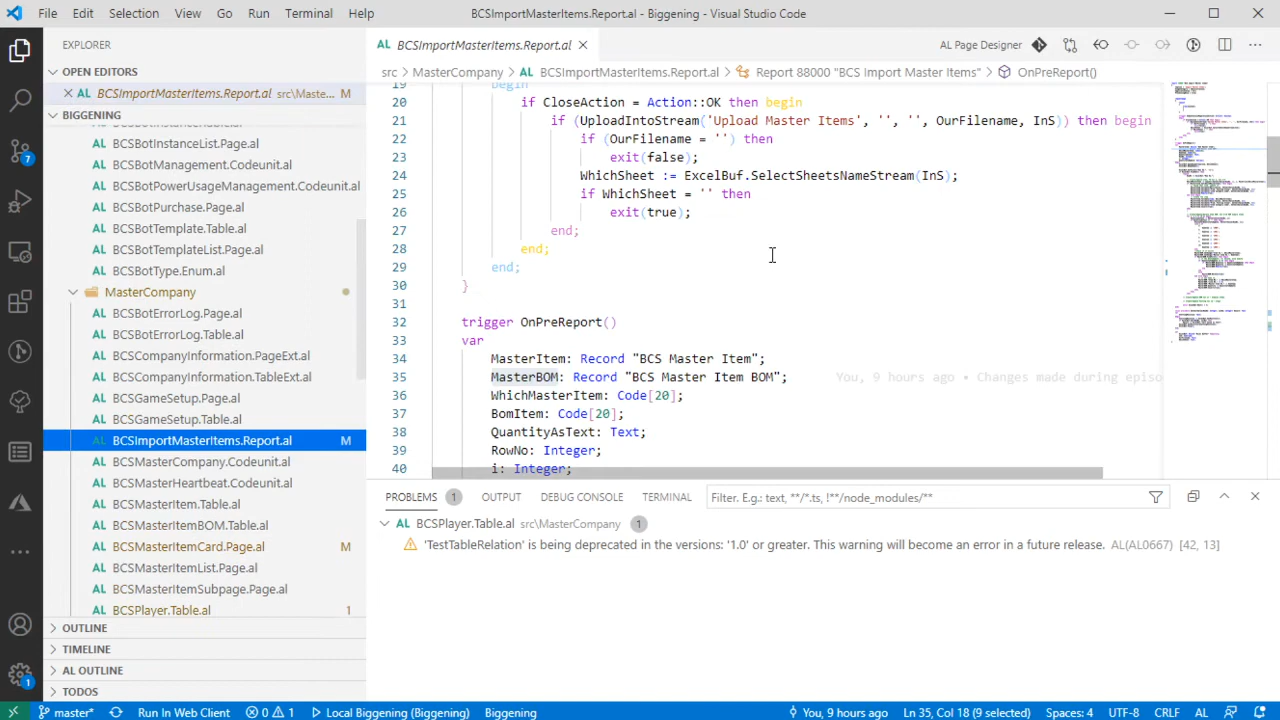 File Edit Selection View Go Run Terminal Help
BCSImportMasterItems.Report.al - Biggening - Visual Studio Code
EXPLORER
OPEN EDITORS
BCSImportMasterItems.Report.al src\Maste... M
BIGGENING
BCSBotInstanceList.Page.al
BCSBotManagement.Codeunit.al
BCSBotPowerUsageManagement.Codeunit.al
BCSBotPurchase.Page.al
BCSBotTemplate.Table.al
BCSBotTemplateList.Page.al
BCSBotType.Enum.al
MasterCompany
BCSBotErrorLog.Page.al
BCSBotErrorLog.Table.al
BCSCompanyInformation.PageExt.al
BCSCompanyInformation.TableExt.al
BCSGameSetup.Page.al
BCSGameSetup.Table.al
BCSImportMasterItems.Report.al M
BCSMasterCompany.Codeunit.al
BCSMasterHeartbeat.Codeunit.al
BCSMasterItem.Table.al
BCSMasterItemBOM.Table.al
BCSMasterItemCard.Page.al M
BCSMasterItemList.Page.al
BCSMasterItemSubpage.Page.al
BCSPlayer.Table.al 1
OUTLINE
TIMELINE
AL OUTLINE
TODOS
7
1
AL BCSImportMasterItems.Report.al
AL Page Designer
src > MasterCompany > AL BCSImportMasterItems.Report.al > Report 88000 "BCS Import Master Items" > OnPreReport()
19 begin
20 if CloseAction = Action::OK then begin
21 if (UploadIntoStream('Upload Master Items', '', '', OurFilename, InS)) then begin
22 if (OurFilename = '') then
23 exit(false);
24 WhichSheet := ExcelBuf.SelectSheetsNameStream(InS);
25 if WhichSheet = '' then
26 exit(true);
27 end;
28 end;
29 end;
30 }
31
32 trigger OnPreReport()
33 var
34 MasterItem: Record "BCS Master Item";
35 MasterBOM: Record "BCS Master Item BOM"; You, 9 hours ago • Changes made during episo
36 WhichMasterItem: Code[20];
37 BomItem: Code[20];
38 QuantityAsText: Text;
39 RowNo: Integer;
40 i: Integer;
PROBLEMS 1 OUTPUT DEBUG CONSOLE TERMINAL Filter. E.g.: text, **/*.ts, !**/node_modules/**
AL BCSPlayer.Table.al src\MasterCompany 1
'TestTableRelation' is being deprecated in the versions: '1.0' or greater. This warning will become an error in a future release. AL(AL0667) [42, 13]
master* Run In Web Client 0 1 Local Biggening (Biggening) Biggening You, 9 hours ago Ln 35, Col 18 (9 selected) Spaces: 4 UTF-8 CRLF AL